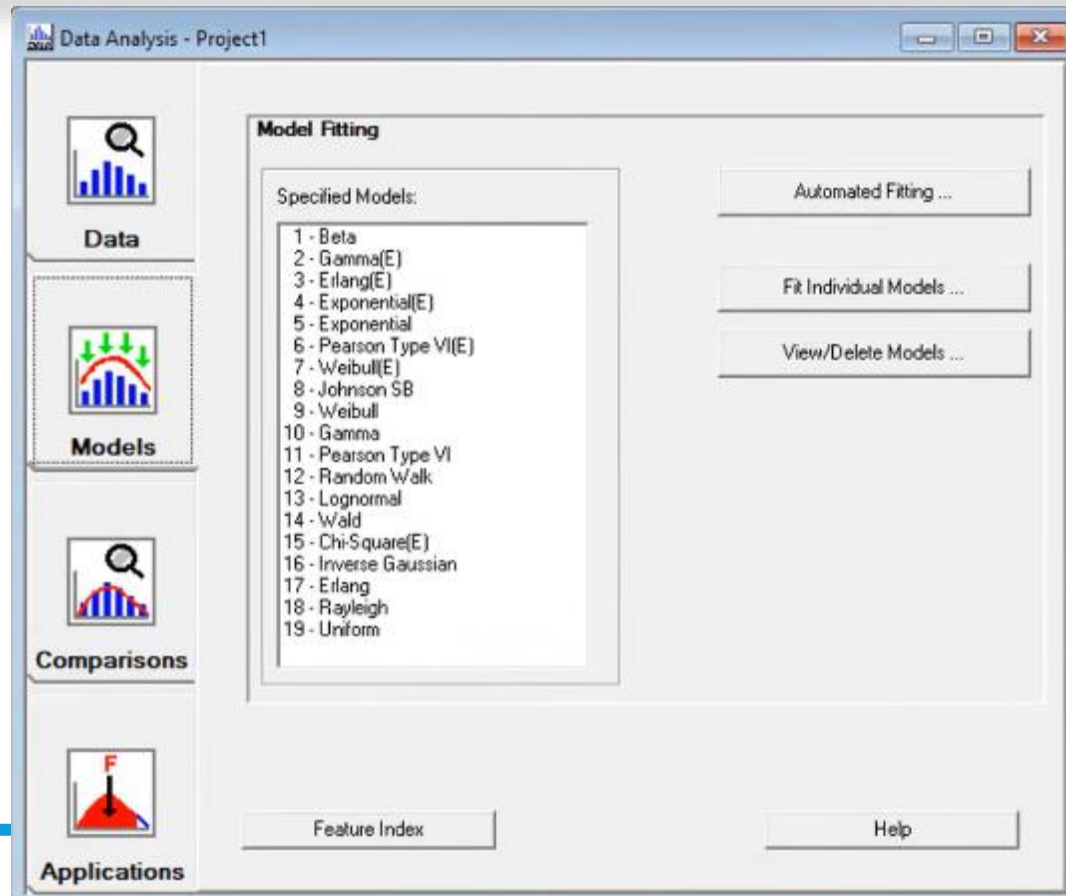 Data Analysis - Project1
Data
Models
Comparisons
Applications
Model Fitting
Specified Models:
1 - Beta
2 - Gamma(E)
3 - Erlang(E)
4 - Exponential(E)
5 - Exponential
6 - Pearson Type VI(E)
7 - Weibull(E)
8 - Johnson SB
9 - Weibull
10 - Gamma
11 - Pearson Type VI
12 - Random Walk
13 - Lognormal
14 - Wald
15 - Chi-Square(E)
16 - Inverse Gaussian
17 - Erlang
18 - Rayleigh
19 - Uniform
Automated Fitting ...
Fit Individual Models ...
View/Delete Models ...
F
Feature Index
Help